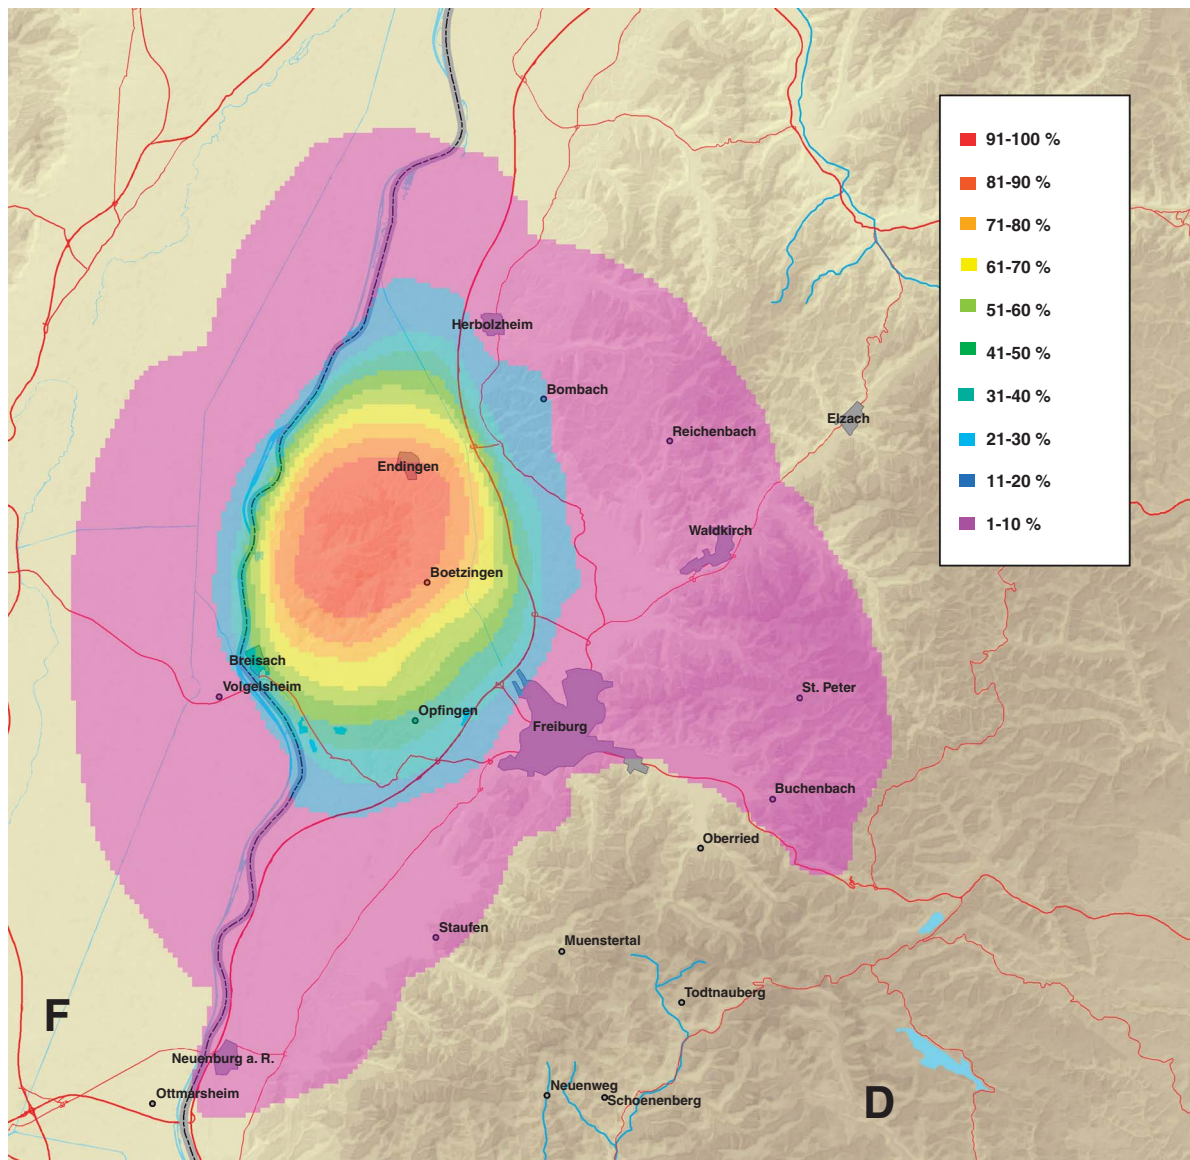 91-100 %
81-90 %
71-80 %
61-70 %
51-60 %
41-50 %
31-40 %
21-30 %
11-20 %
1-10 %
Herbolzheim
Bombach
Elzach
Reichenbach
Endingen
Waldkirch
Boetzingen
Breisach
Volgelsheim
St. Peter
Opfingen
Freiburg
Buchenbach
Oberried
Staufen
Muenstertal
Todtnauberg
F
Neuenburg a. R.
Ottmarsheim
Neuenweg
Schoenenberg
D